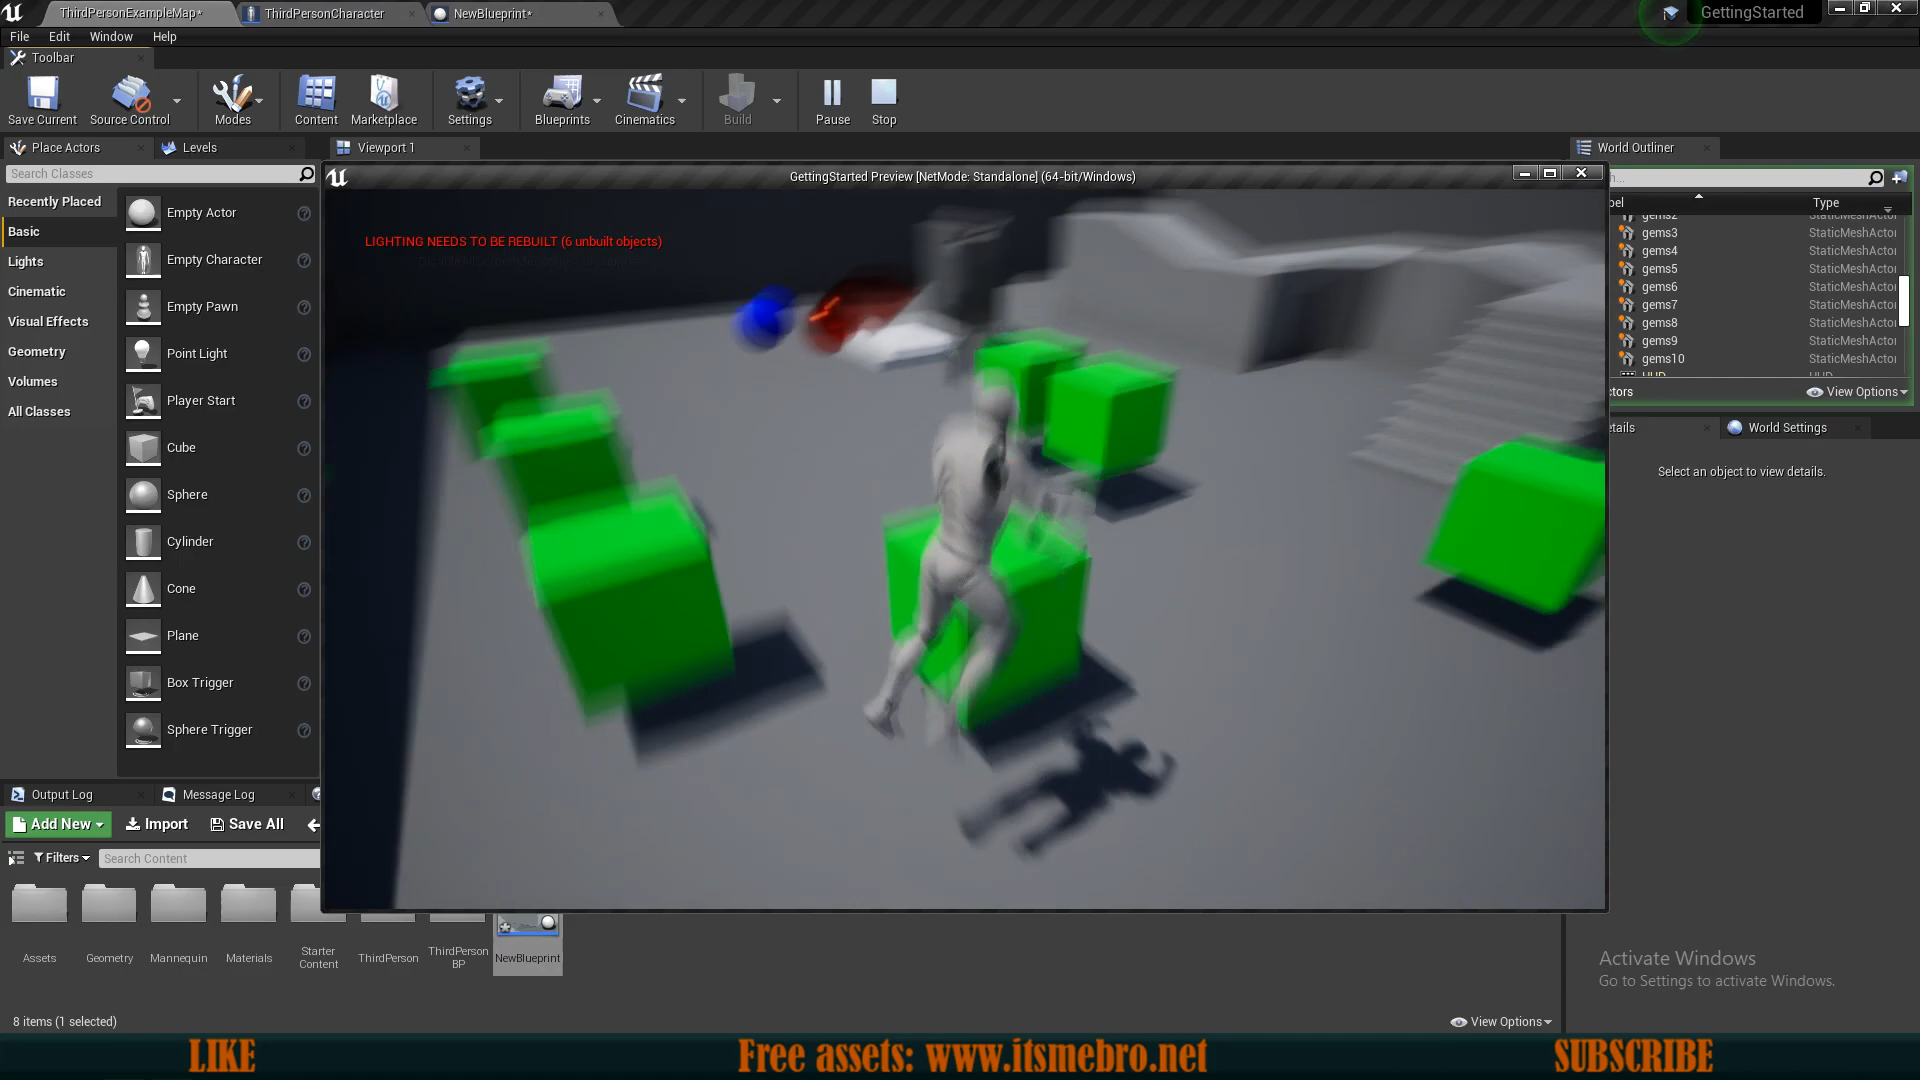 ThirdPersonExampleMap*
ThirdPersonCharacter
NewBlueprint*
GettingStarted
File
Edit
Window
Help
Toolbar
Save Current
Source Control
Modes
Content
Marketplace
Settings
Blueprints
Cinematics
Build
Pause
Stop
Place Actors
Levels
Viewport 1
World Outliner
Search Classes
GettingStarted Preview [NetMode: Standalone] (64-bit/Windows)
Recently Placed
Basic
Lights
Cinematic
Visual Effects
Geometry
Volumes
All Classes
Empty Actor
Empty Character
Empty Pawn
Point Light
Player Start
Cube
Sphere
Cylinder
Cone
Plane
Box Trigger
Sphere Trigger
LIGHTING NEEDS TO BE REBUILT (6 unbuilt objects)
Type
gems2 StaticMeshActor
gems3 StaticMeshActor
gems4 StaticMeshActor
gems5 StaticMeshActor
gems6 StaticMeshActor
gems7 StaticMeshActor
gems8 StaticMeshActor
gems9 StaticMeshActor
gems10 StaticMeshActor
View Options
World Settings
Select an object to view details.
Output Log
Message Log
Add New
Import
Save All
Filters
Search Content
Assets
Geometry
Mannequin
Materials
Starter
Content
ThirdPerson
ThirdPerson
BP
NewBlueprint
8 items (1 selected)
View Options
Activate Windows
Go to Settings to activate Windows.
LIKE
Free assets: www.itsmebro.net
SUBSCRIBE